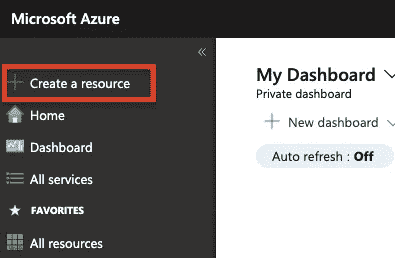 Microsoft Azure
Create a resource
Home
Dashboard
All services
FAVORITES
All resources
My Dashboard
Private dashboard
New dashboard
Auto refresh : Off